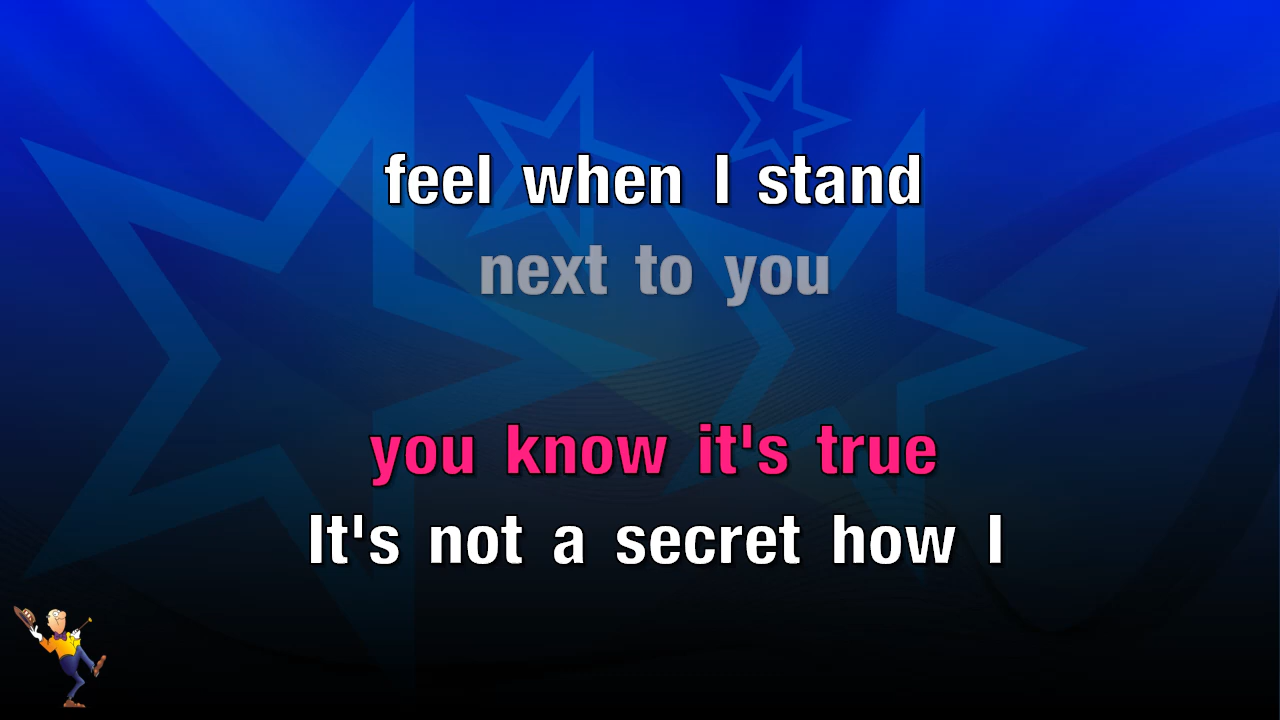 feel when I stand
next to you
you know it's true
It's not a secret how I